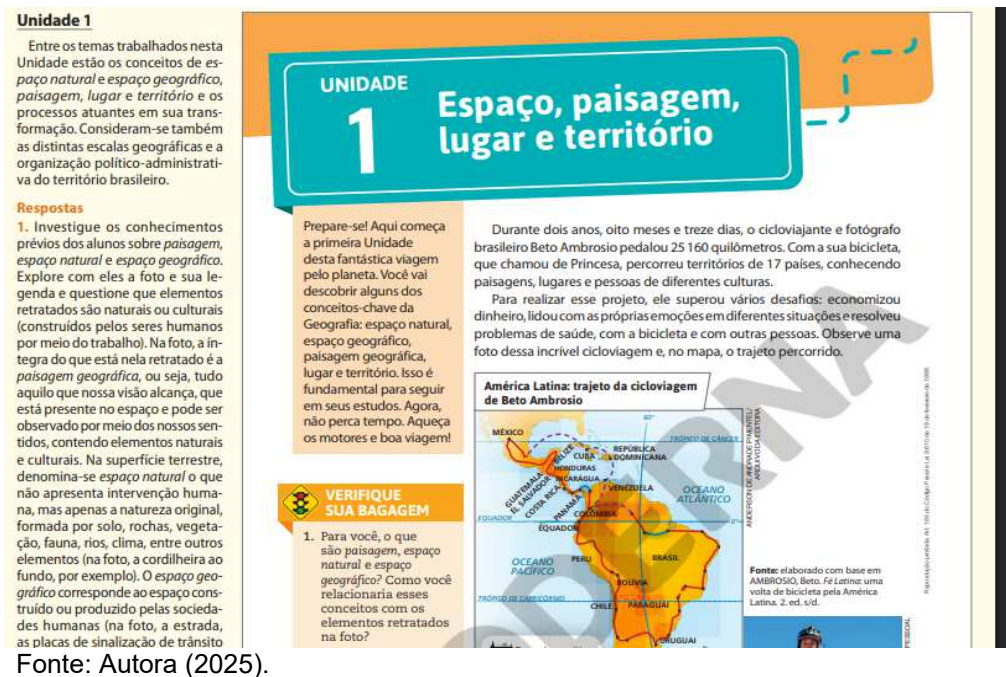 Unidade 1
Entre os temas trabalhados nesta
Unidade estão os conceitos de es-
paço natural e espaço geográfico,
paisagem, lugar e território e os
processos atuantes em sua trans-
formação. Consideram-se também
as distintas escalas geográficas e a
organização político-administrati-
va do território brasileiro.
Respostas
1. Investigue os conhecimentos
prévios dos alunos sobre paisagem,
espaço natural e espaço geográfico.
Explore com eles a foto e sua le-
genda e questione que elementos
retratados são naturais ou culturais
(construídos pelos seres humanos
por meio do trabalho). Na foto, a ín-
tegra do que está nela retratado é a
paisagem geográfica, ou seja, tudo
aquilo que nossa visão alcança, que
está presente no espaço e pode ser
observado por meio dos nossos sen-
tidos, contendo elementos naturais
e culturais. Na superfície terrestre,
denomina-se espaço natural o que
não apresenta intervenção huma-
na, mas apenas a natureza original,
formada por solo, rochas, vegeta-
ção, fauna, rios, clima, entre outros
elementos (na foto, a cordilheira ao
fundo, por exemplo). O espaço geo-
gráfico corresponde ao espaço cons-
truído ou produzido pelas socieda-
des humanas (na foto, a estrada,
as placas de sinalização de trânsito
UNIDADE
1
Espaço, paisagem,
lugar e território
Prepare-se! Aqui começa
a primeira Unidade
desta fantástica viagem
pelo planeta. Você vai
descobrir alguns dos
conceitos-chave da
Geografia: espaço natural,
espaço geográfico,
paisagem geográfica,
lugar e território. Isso é
fundamental para seguir
em seus estudos. Agora,
não perca tempo. Aqueça
os motores e boa viagem!
VERIFIQUE
SUA BAGAGEM
1. Para você, o que
são paisagem, espaço
natural e espaço
geográfico? Como você
relacionaria esses
conceitos com os
elementos retratados
na foto?
Durante dois anos, oito meses e treze dias, o cicloviajante e fotógrafo
brasileiro Beto Ambrosio pedalou 25 160 quilômetros. Com a sua bicicleta,
que chamou de Princesa, percorreu territórios de 17 países, conhecendo
paisagens, lugares e pessoas de diferentes culturas.
Para realizar esse projeto, ele superou vários desafios: economizou
dinheiro, lidou com as próprias emoções em diferentes situações e resolveu
problemas de saúde, com a bicicleta e com outras pessoas. Observe uma
foto dessa incrível cicloviagem e, no mapa, o trajeto percorrido.
América Latina: trajeto da cicloviagem
de Beto Ambrosio
MÉXICO
BELIZE
CUBA
REPÚBLICA
DOMINICANA
TRÓPICO DE CÂNCER
HONDURAS
GUATEMALA
EL SALVADOR
NICARÁGUA
COSTA RICA
PANAMÁ
VENEZUELA
COLÔMBIA
OCEANO
ATLÂNTICO
EQUADOR
EQUADOR
0°
OCEANO
PACÍFICO
PERU
BRASIL
BOLÍVIA
TRÓPICO DE CAPRICÓRNIO
CHILE
PARAGUAI
URUGUAI
ANDERSON DE ANDRADE PIMENTEL/
ARQUIVO DA EDITORA
Fonte: elaborado com base em
AMBROSIO, Beto. Fé Latina: uma
volta de bicicleta pela América
Latina. 2. ed. s/d.
MODERNA
Fonte: Autora (2025).